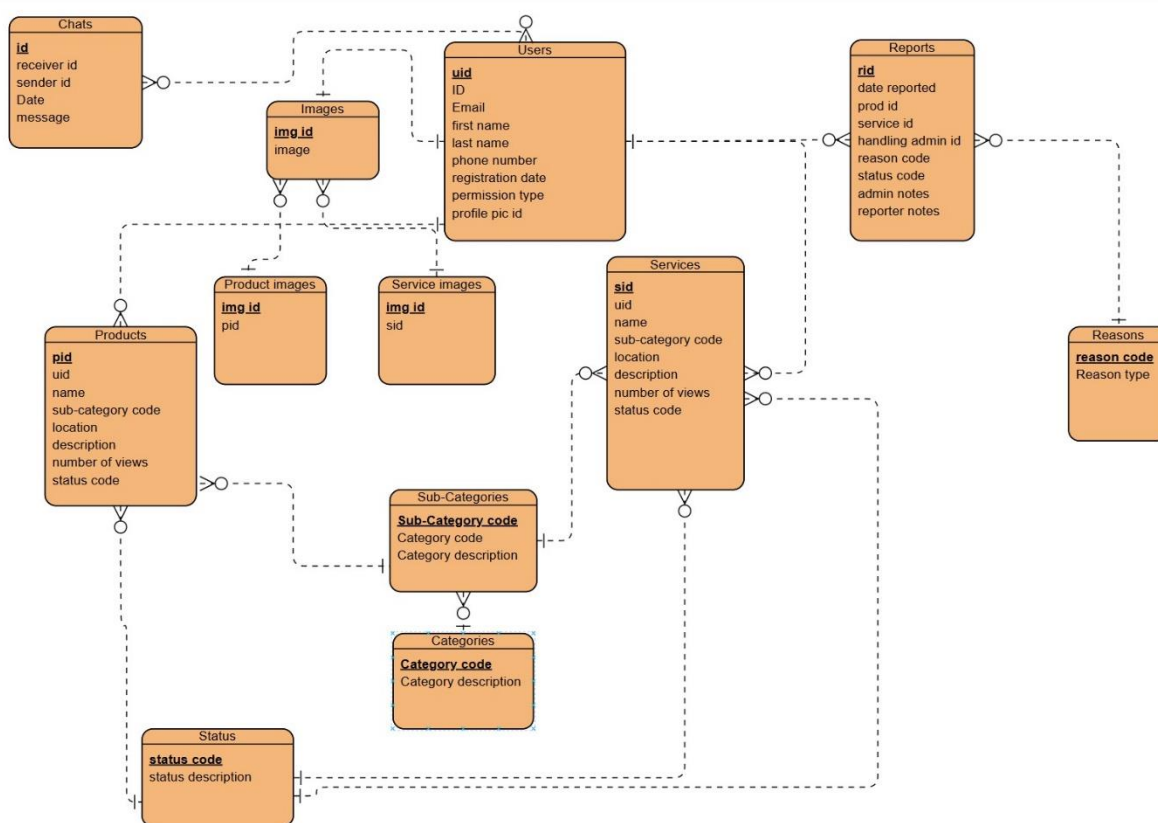 Chats
id
receiver id
sender id
Date
message
Users
uid
ID
Email
first name
last name
phone number
registration date
permission type
profile pic id
Reports
rid
date reported
prod id
service id
handling admin id
reason code
status code
admin notes
reporter notes
Images
img id
image
Product images
img id
pid
Service images
img id
sid
Services
sid
uid
name
sub-category code
location
description
number of views
status code
Products
pid
uid
name
sub-category code
location
description
number of views
status code
Reasons
reason code
Reason type
Sub-Categories
Sub-Category code
Category code
Category description
Categories
Category code
Category description
Status
status code
status description